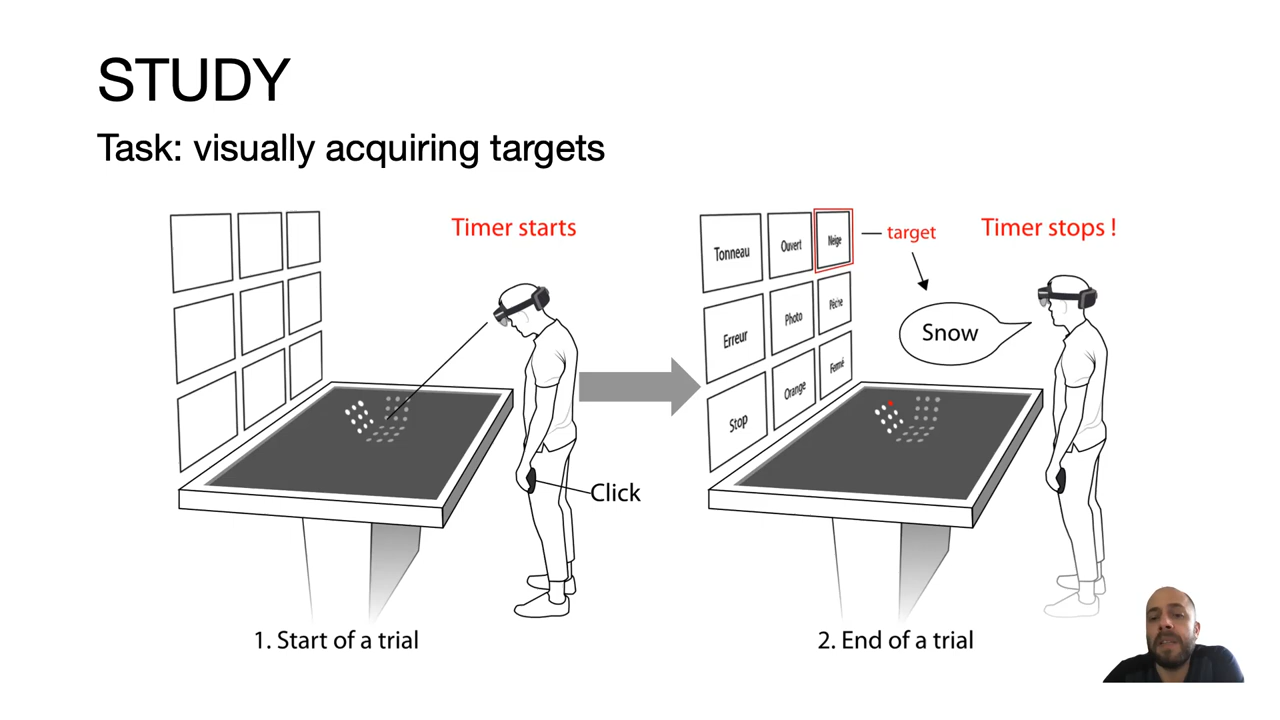 STUDY
Task: visually acquiring targets
Timer starts
Click
1. Start of a trial
Tonneau
Ouvert
Neige
target
Timer stops !
Erreur
Photo
Pêche
Snow
Stop
Orange
Fermé
2. End of a trial